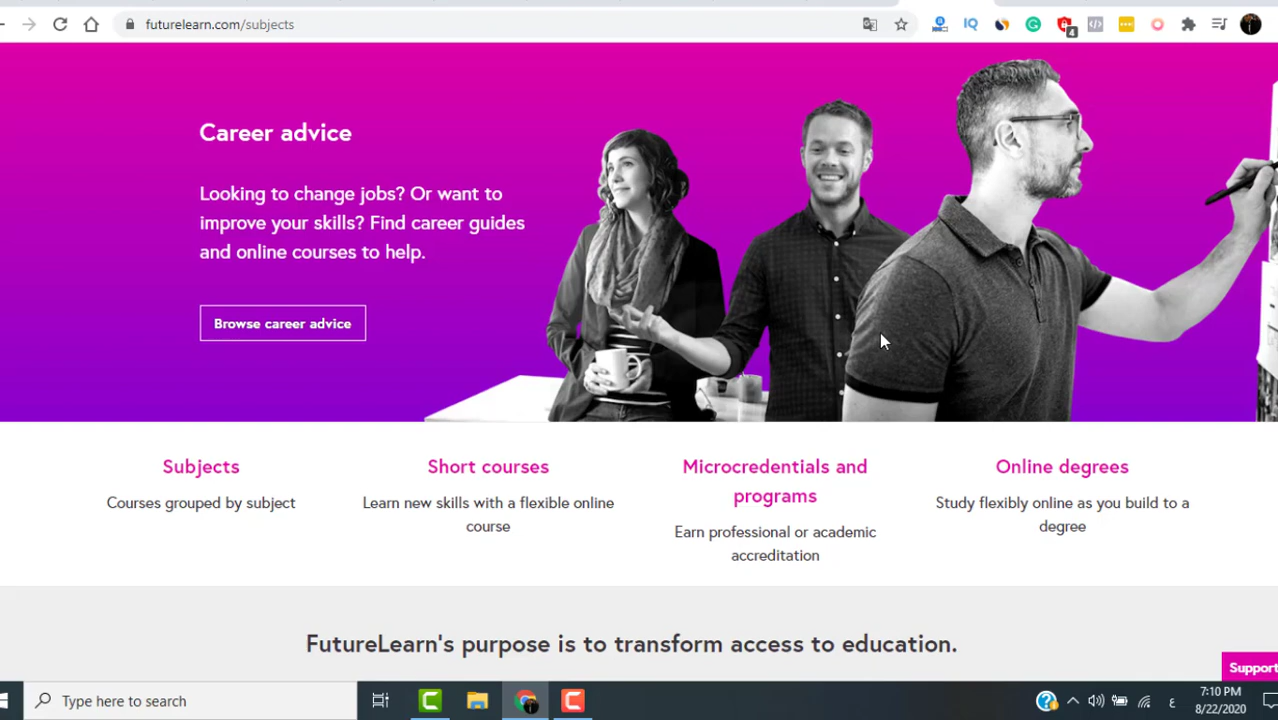 futurelearn.com/subjects
IQ
4
Career advice
Looking to change jobs? Or want to
improve your skills? Find career guides
and online courses to help.
Browse career advice
Subjects
Courses grouped by subject
Short courses
Learn new skills with a flexible online
course
Microcredentials and
programs
Earn professional or academic
accreditation
Online degrees
Study flexibly online as you build to a
degree
FutureLearn's purpose is to transform access to education.
Support
Type here to search
ع
7:10 PM
8/22/2020